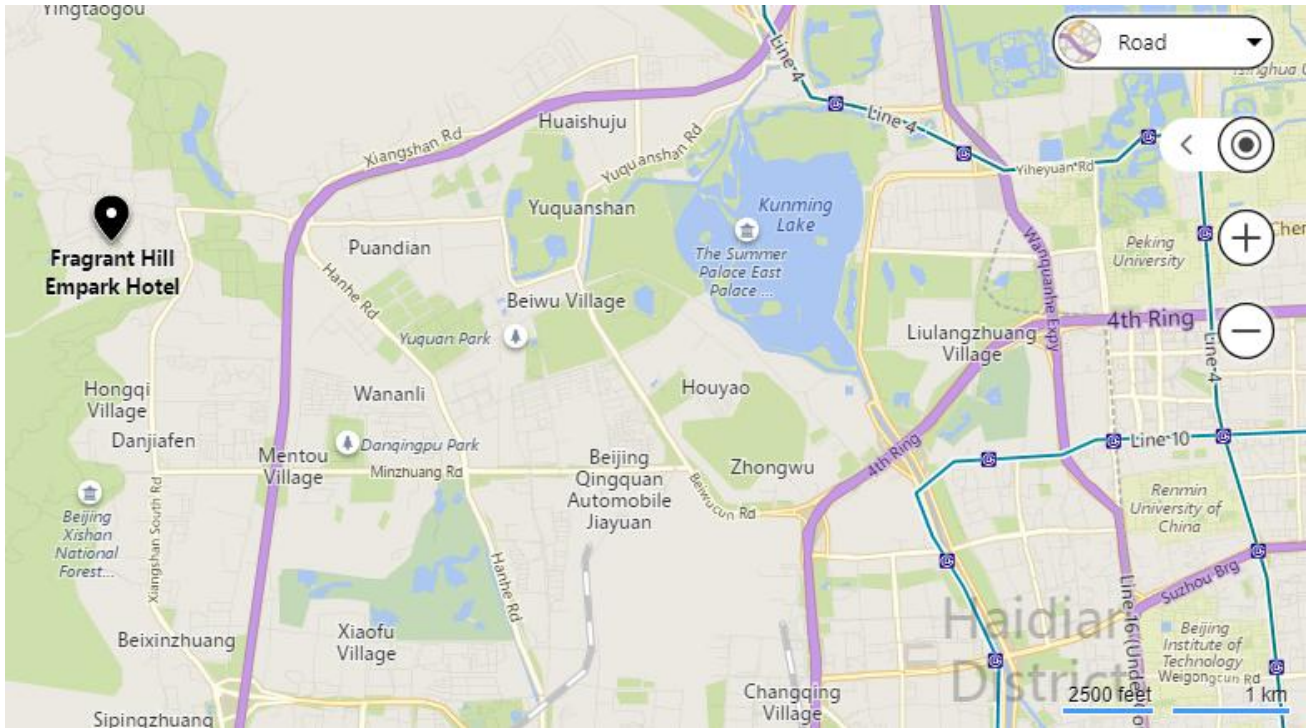 Yingtaogou
Line 4
Road
Tsinghua U
Huaishuju
Line 4
Xiangshan Rd
Yuquanshan Rd
Yiheyuan Rd
Kunming
Lake
Yuquanshan
Fragrant Hill
Empark Hotel
Puandian
The Summer
Palace East
Palace ...
Wanquanhe Expy
Peking
University
Chen
Hanhe Rd
Beiwu Village
Yuquan Park
Liulangzhuang
Village
4th Ring
Line 4
Hongqi
Village
Wananli
Houyao
Danjiafen
Danqingpu Park
Line 10
Mentou
Village
Minzhuang Rd
Beijing
Qingquan
Automobile
Jiayuan
Zhongwu
4th Ring
Beiwucun Rd
Beijing
Xishan
National
Forest...
Xiangshan South Rd
Renmin
University of
China
Hanhe Rd
Suzhou Brg
Line 16 (Under Co
Haidian
District
Beixinzhuang
Xiaofu
Village
Beijing
Institute of
Technology
Weigongcun Rd
Changqing
Village
2500 feet
1 km
Sipingzhuang